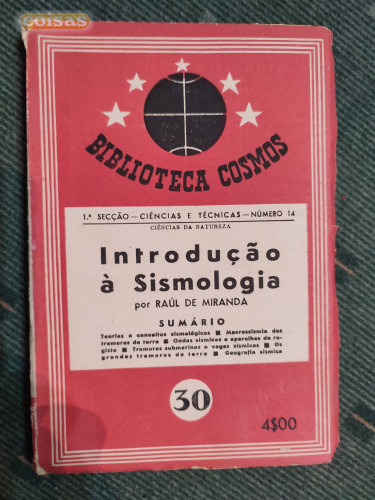 coisas
BIBLIOTECA COSMOS
1.ª SECÇÃO — CIÊNCIAS E TÉCNICAS — NÚMERO 14
CIÊNCIAS DA NATUREZA
Introdução
à Sismologia
por RAÚL DE MIRANDA
SUMÁRIO
Teorias e conceitos sismológicos ■ Macrossismia dos
tremores de terra ■ Ondas sísmicas e aparelhos de re-
gisto ■ Tremores submarinos e vagas sísmicas ■ Os
grandes tremores de terra ■ Geografia sísmica
30
4$00